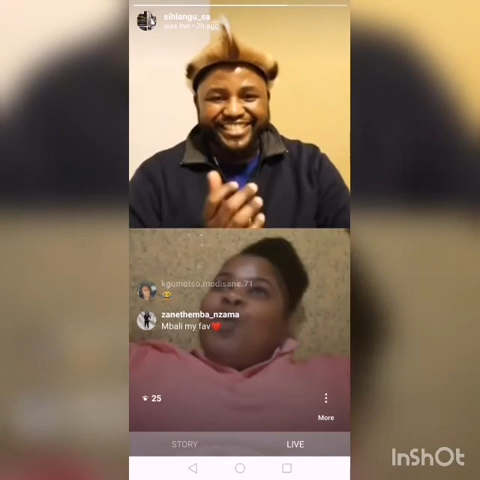 sihlangu_sa
was live • 2h ago
kgomotso.modisane.71
😂
zanethemba_nzama
Mbali my fav❤️
25
More
STORY
LIVE
InShOt